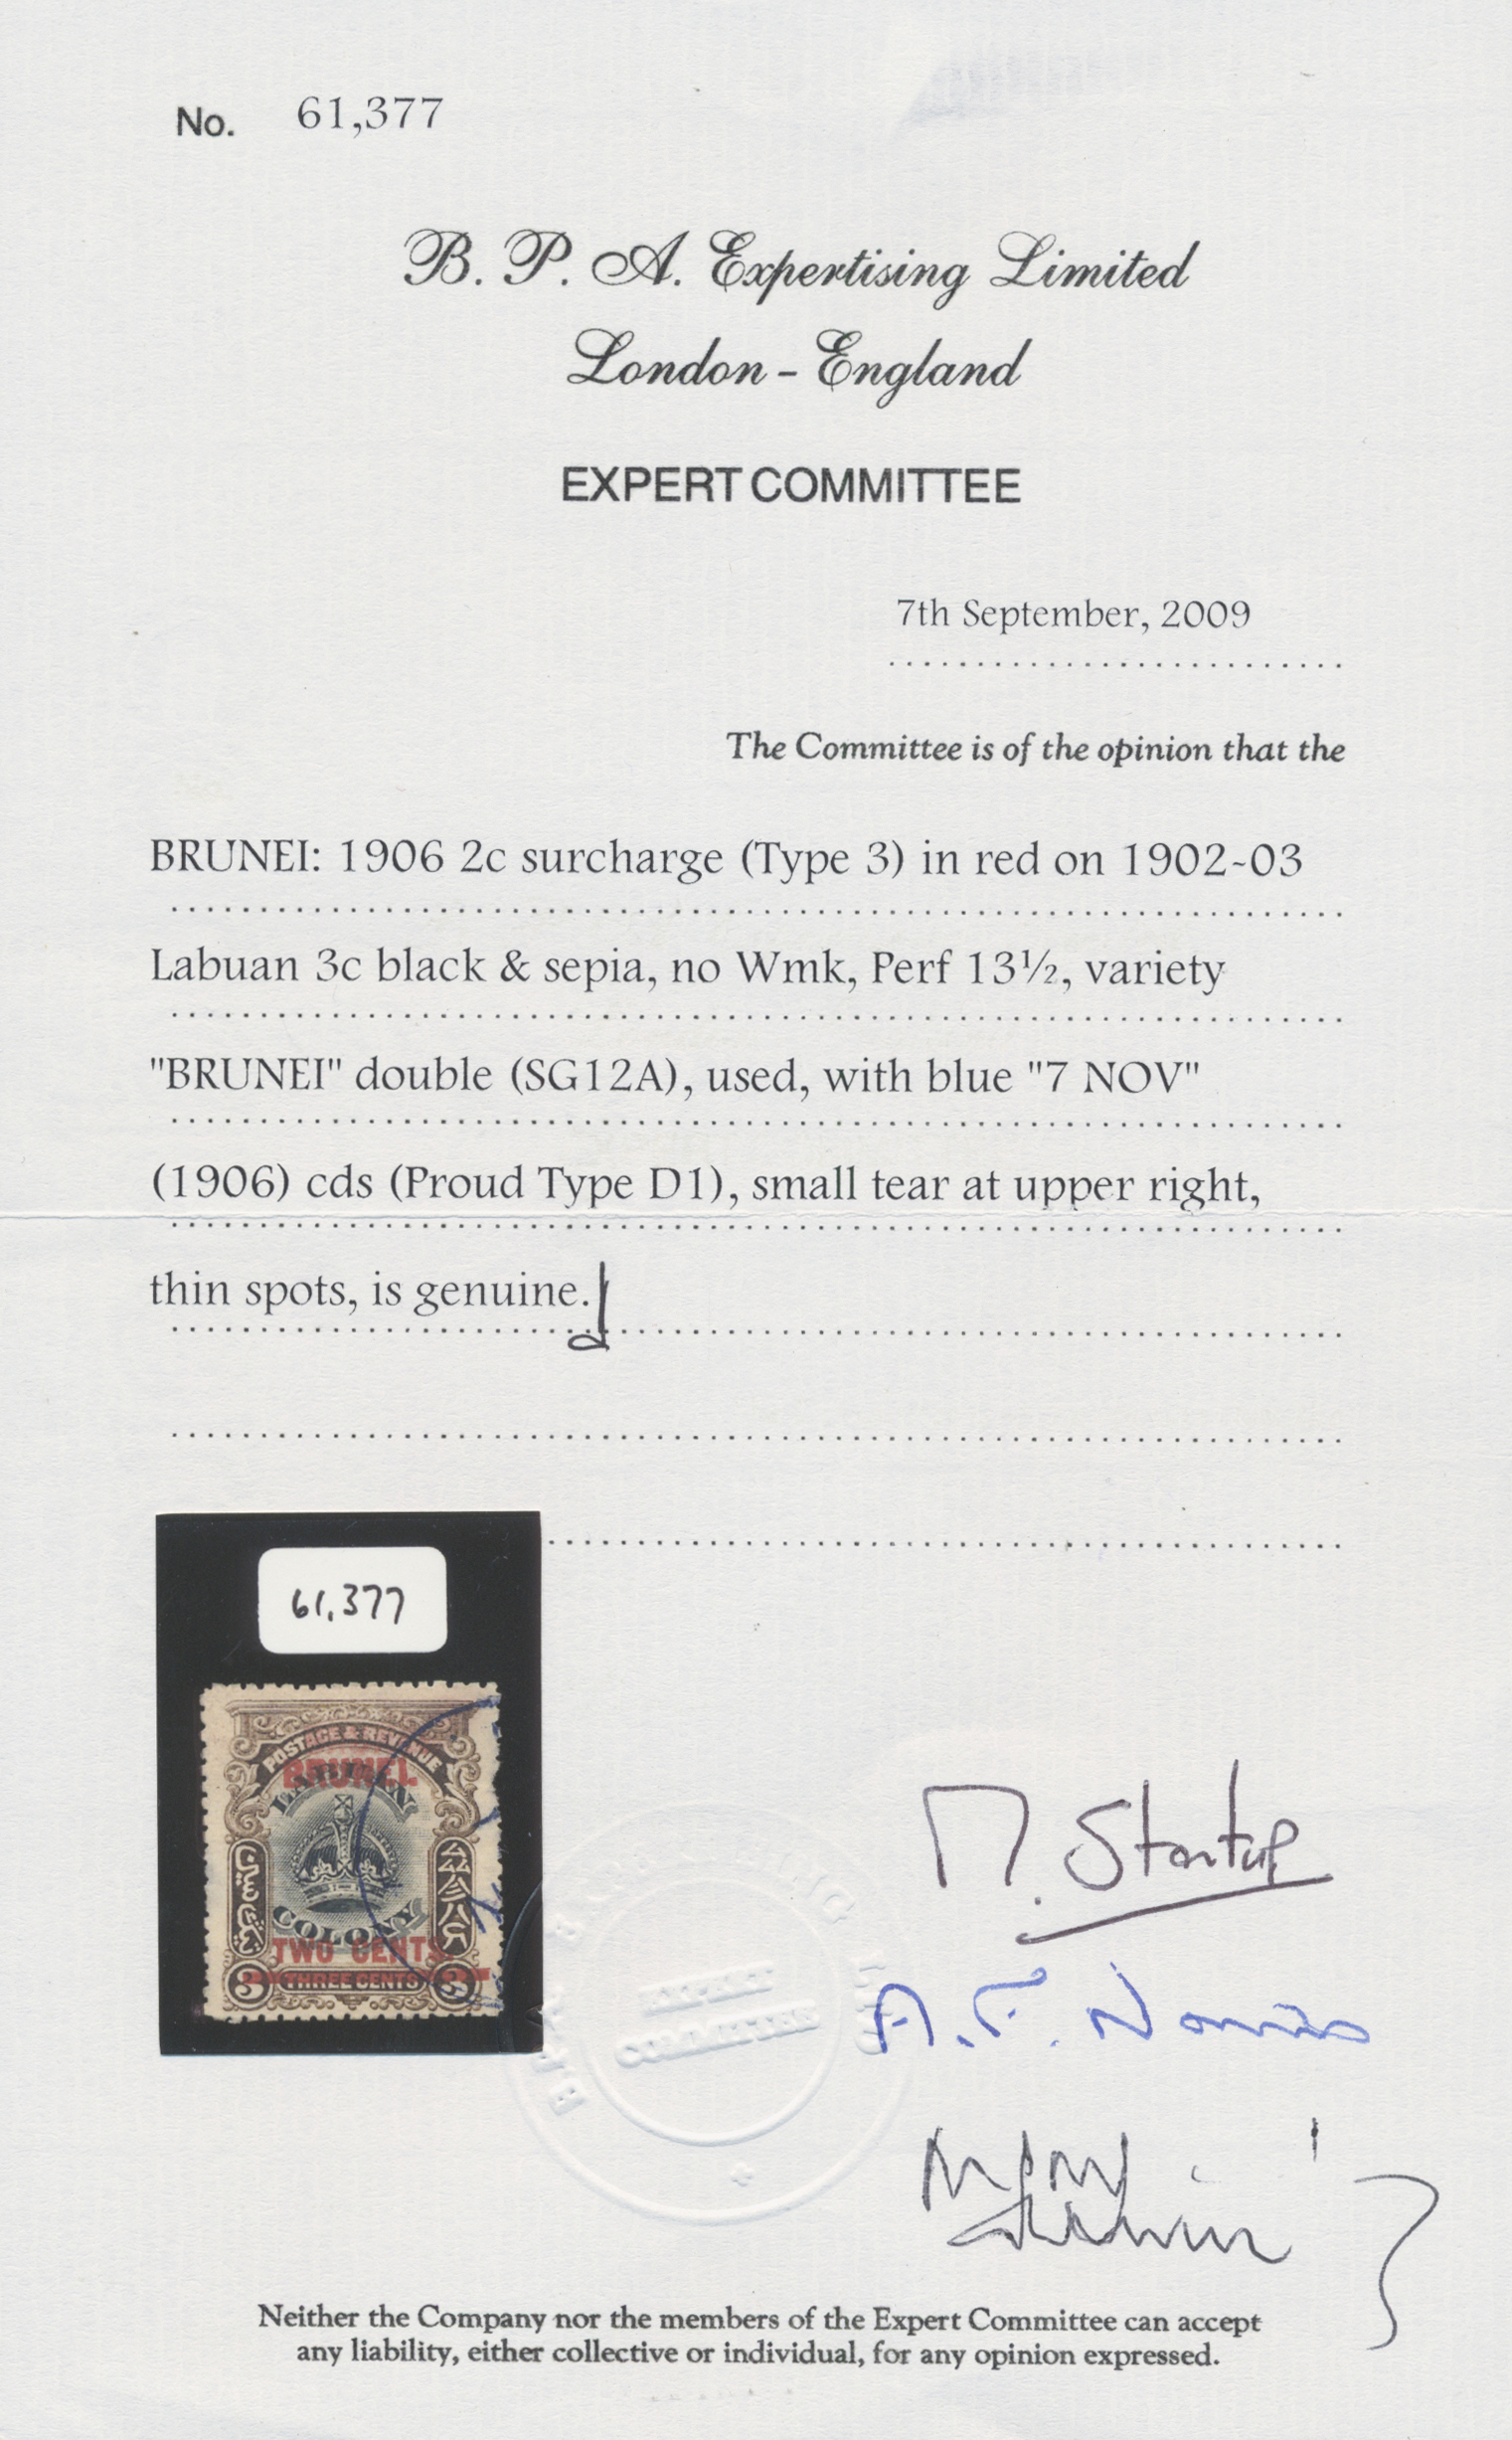 No. 61,377
B. P. A. Expertising Limited
London - England
EXPERT COMMITTEE
7th September, 2009
The Committee is of the opinion that the
BRUNEI: 1906 2c surcharge (Type 3) in red on 1902-03
Labuan 3c black & sepia, no Wmk, Perf 13½, variety
"BRUNEI" double (SG12A), used, with blue "7 NOV"
(1906) cds (Proud Type D1), small tear at upper right,
thin spots, is genuine.
61,377
POSTAGE & REVENUE
BRUNEI.
LABUAN
COLONY
TWO CENTS.
3 THREE CENTS 3
EXPERT
COMMITTEE
Neither the Company nor the members of the Expert Committee can accept
any liability, either collective or individual, for any opinion expressed.